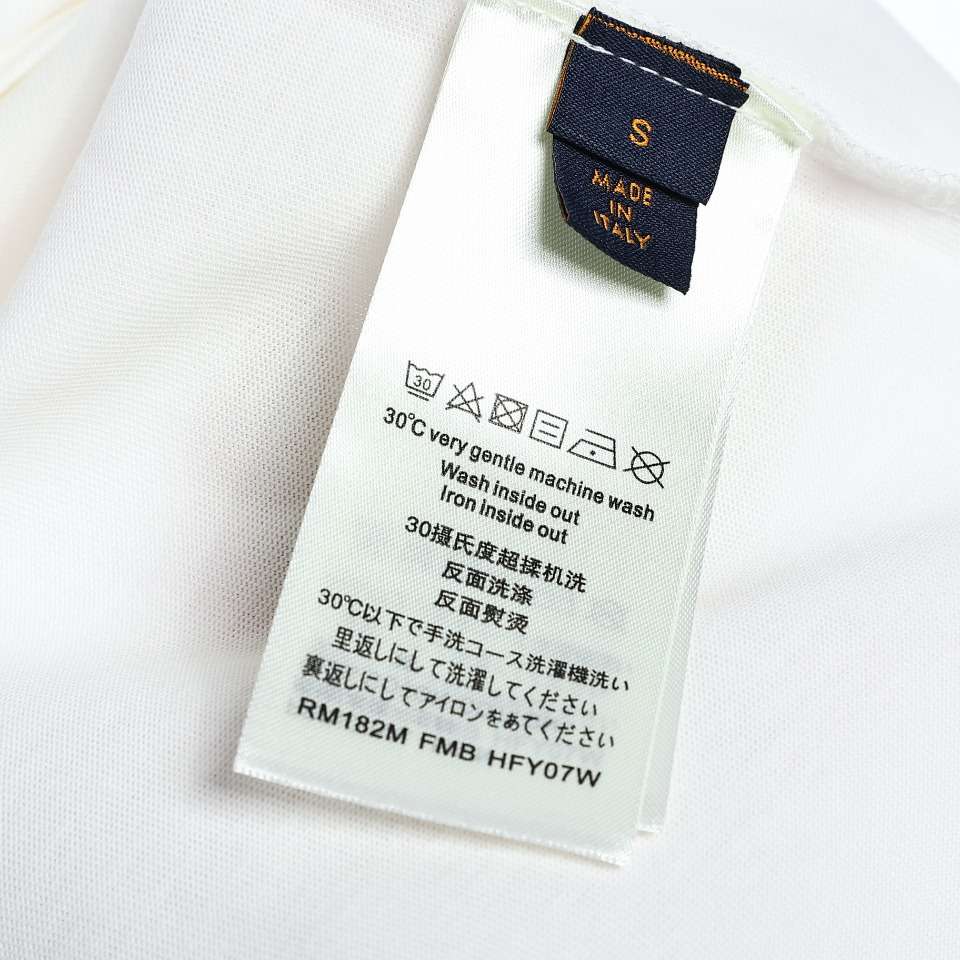 S
MADE
IN
ITALY
30
30℃ very gentle machine wash
Wash inside out
Iron inside out
30摄氏度超揉机洗
反面洗涤
反面熨烫
30℃以下で手洗コース洗濯機洗い
里返しにして洗濯してください
裏返しにしてアイロンをあてください
RM182M FMB HFY07W